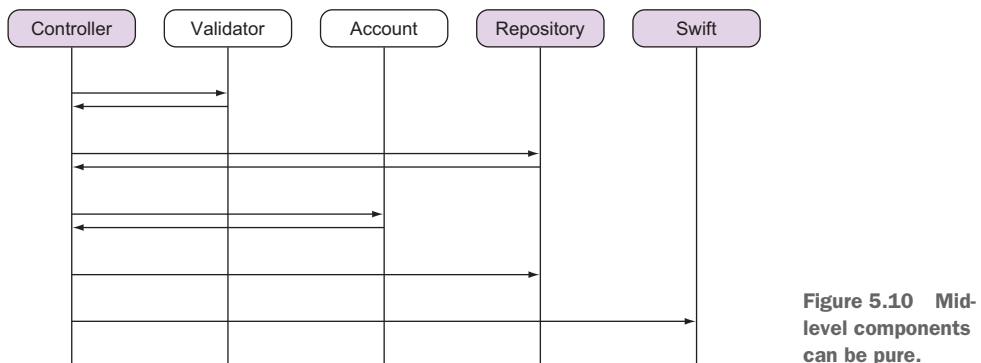 Controller
Validator
Account
Repository
Swift
Figure 5.10 Mid-
level components
can be pure.